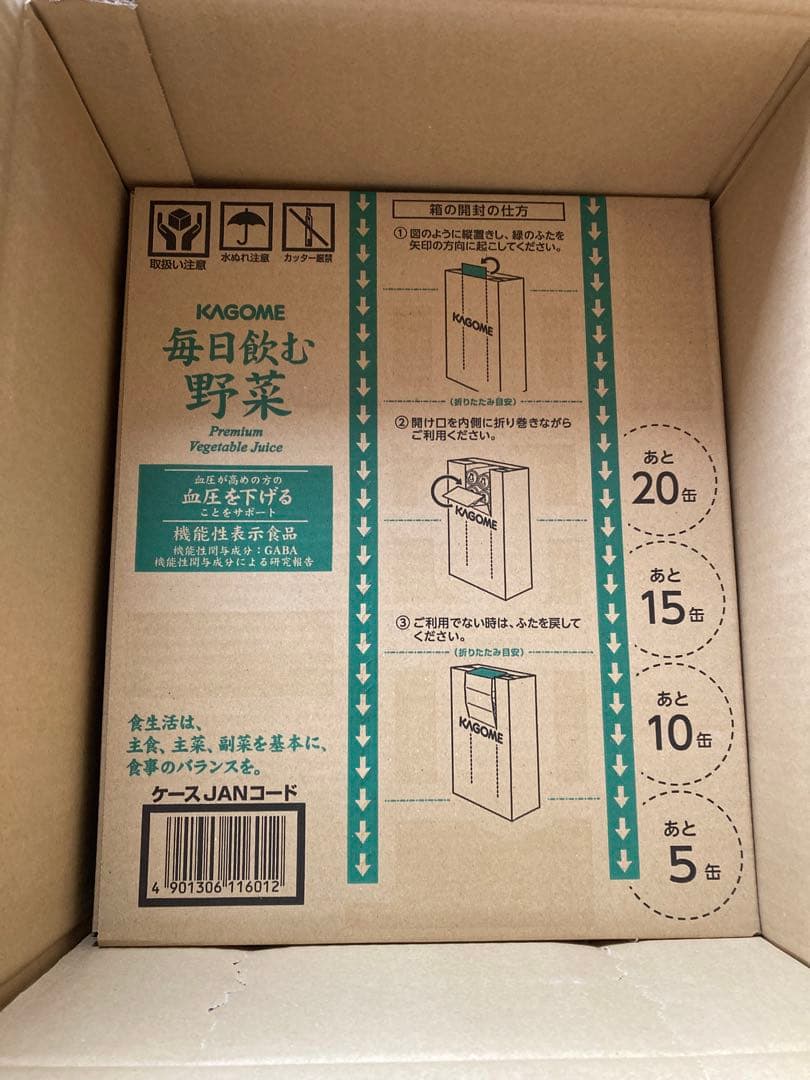 取扱い注意
水ぬれ注意
カッター厳禁
KAGOME
毎日飲む
野菜
Premium
Vegetable Juice
血圧が高めの方の
血圧を下げる
ことをサポート
機能性表示食品
機能性関与成分：GABA
機能性関与成分による研究報告
食生活は、
主食、主菜、副菜を基本に、
食事のバランスを。
ケースJANコード
4 901306 116012
箱の開封の仕方
①図のように縦置きし、緑のふたを
矢印の方向に起こしてください。
KAGOME
（折りたたみ目安）
②開け口を内側に折り巻きながら
ご利用ください。
KAGOME
③ご利用でない時は、ふたを戻して
ください。
（折りたたみ目安）
KAGOME
あと
20缶
あと
15缶
あと
10缶
あと
5缶